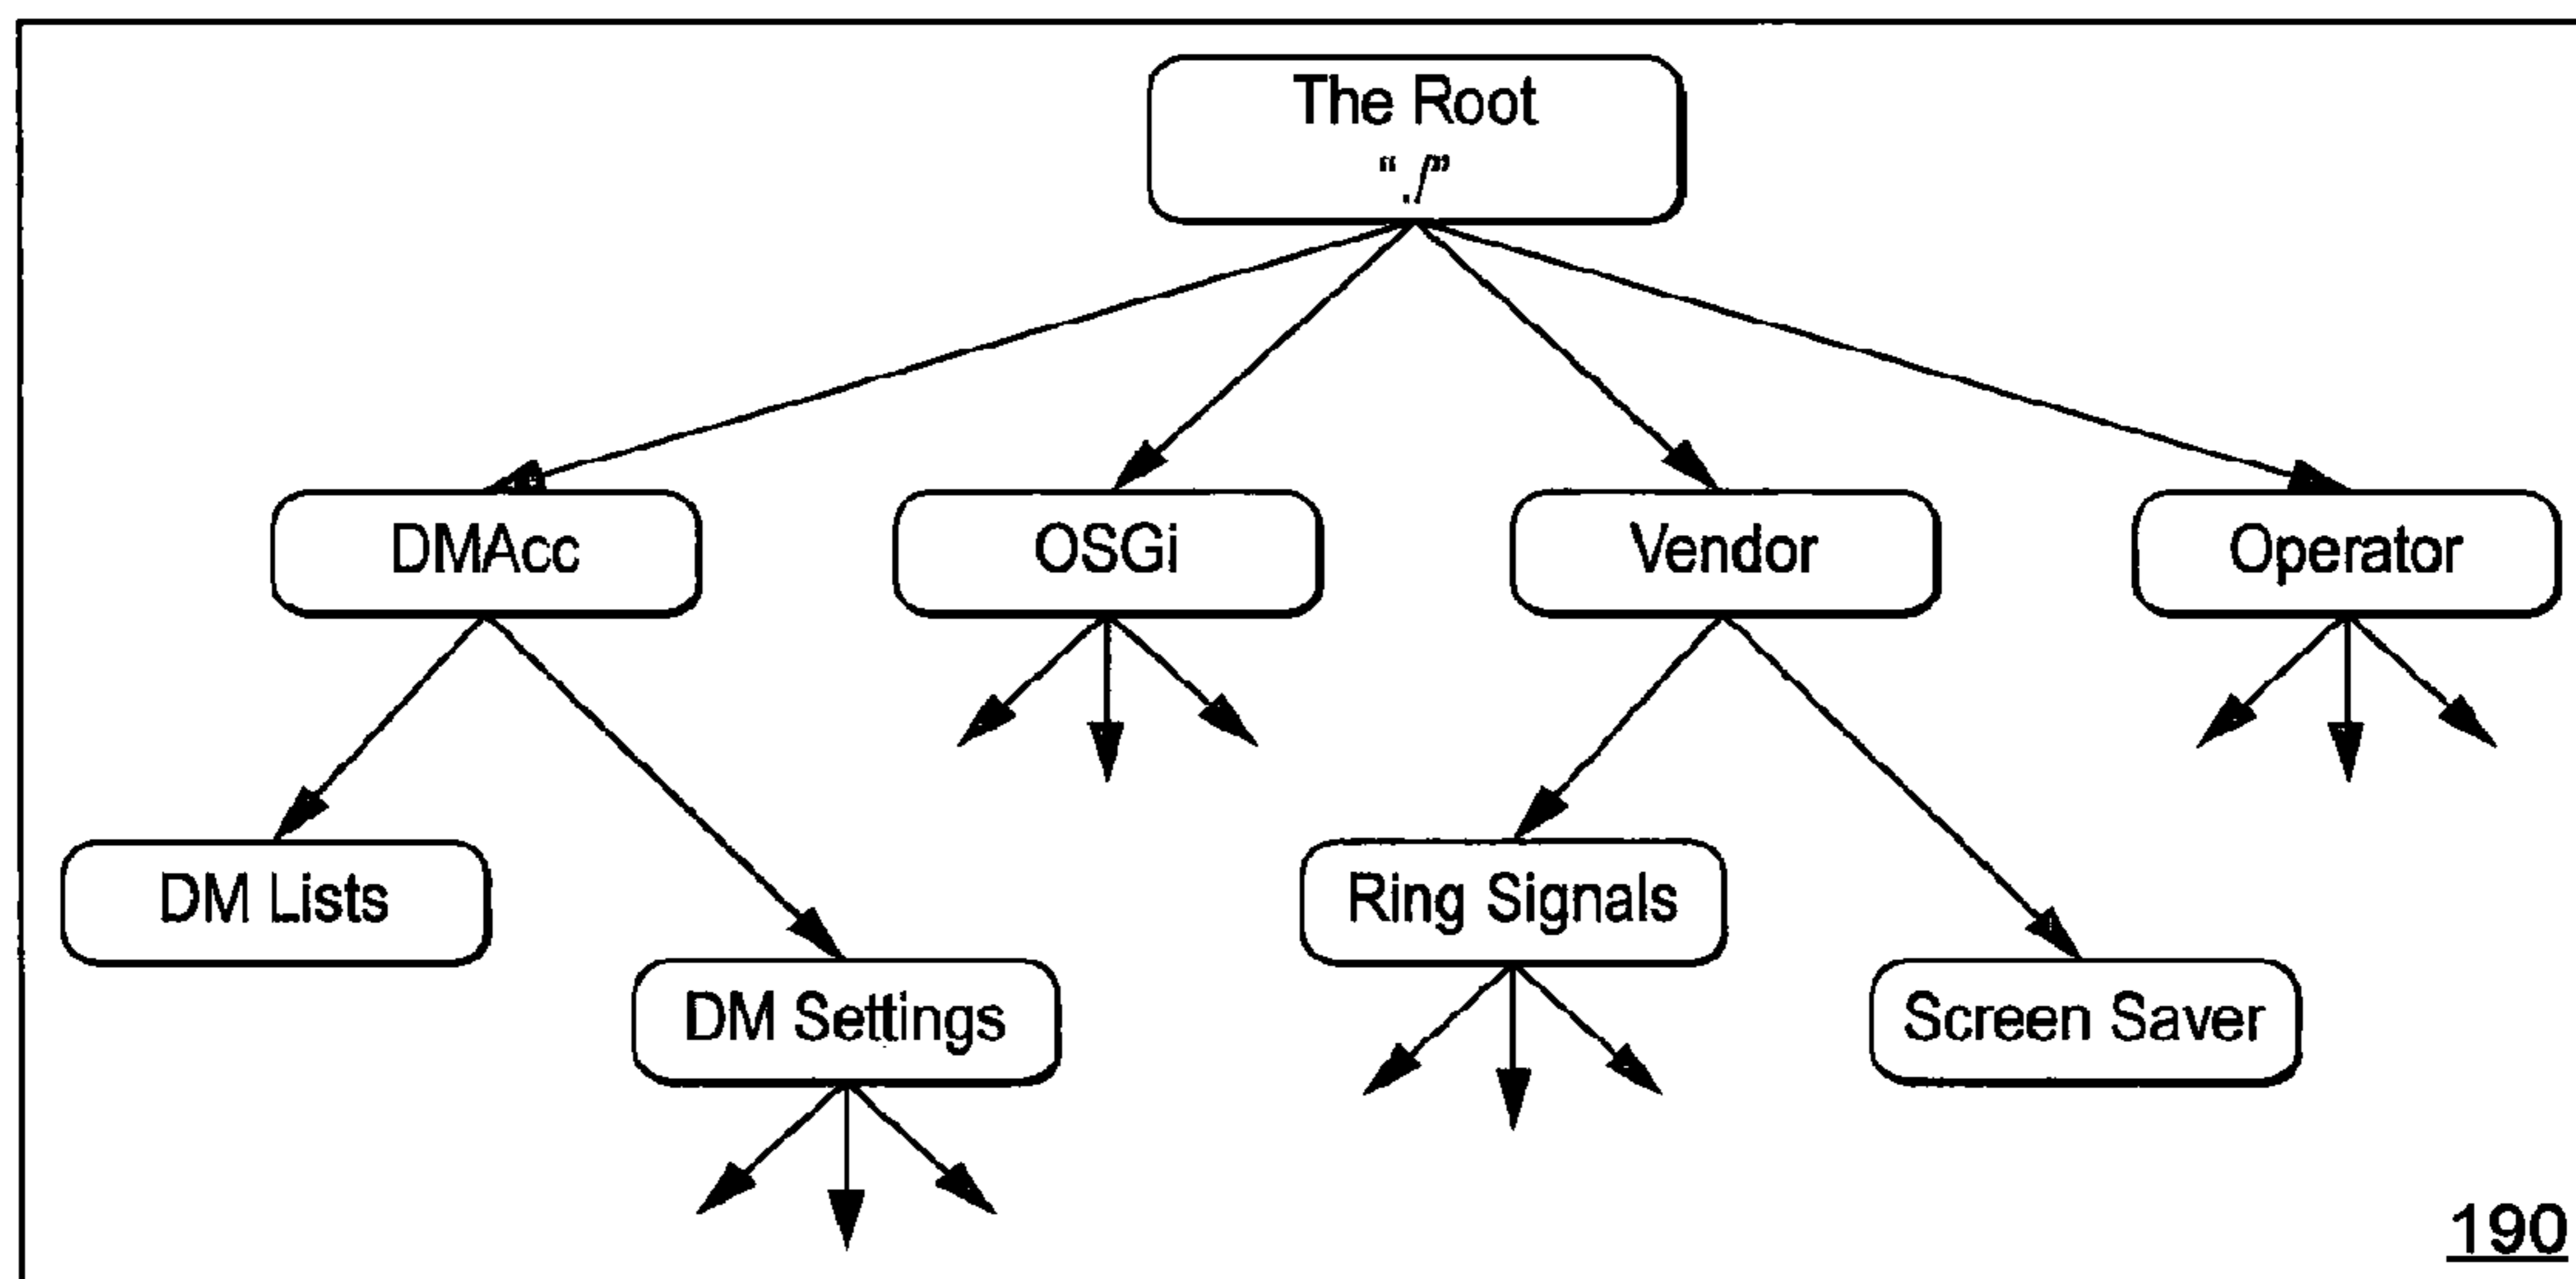 The Root
“./”
DMAcc
OSGi
Vendor
Operator
DM Lists
Ring Signals
DM Settings
Screen Saver
190